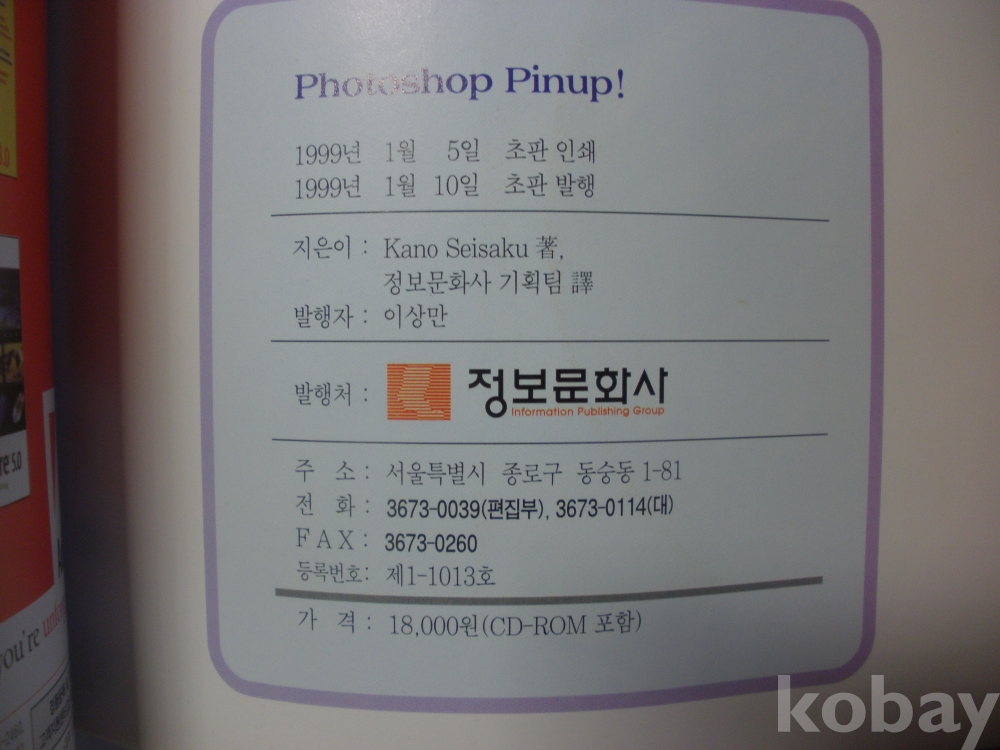 Photoshop Pinup!
1999년 1월 5일 초판 인쇄
1999년 1월 10일 초판 발행
지은이 : Kano Seisaku 著,
정보문화사 기획팀 譯
발행자 : 이상만
발행처 : 정보문화사
Information Publishing Group
주 소 : 서울특별시 종로구 동숭동 1-81
전 화 : 3673-0039(편집부), 3673-0114(대)
F A X : 3673-0260
등록번호 : 제1-1013호
가 격 : 18,000원(CD-ROM 포함)
you're
5.0
kobay